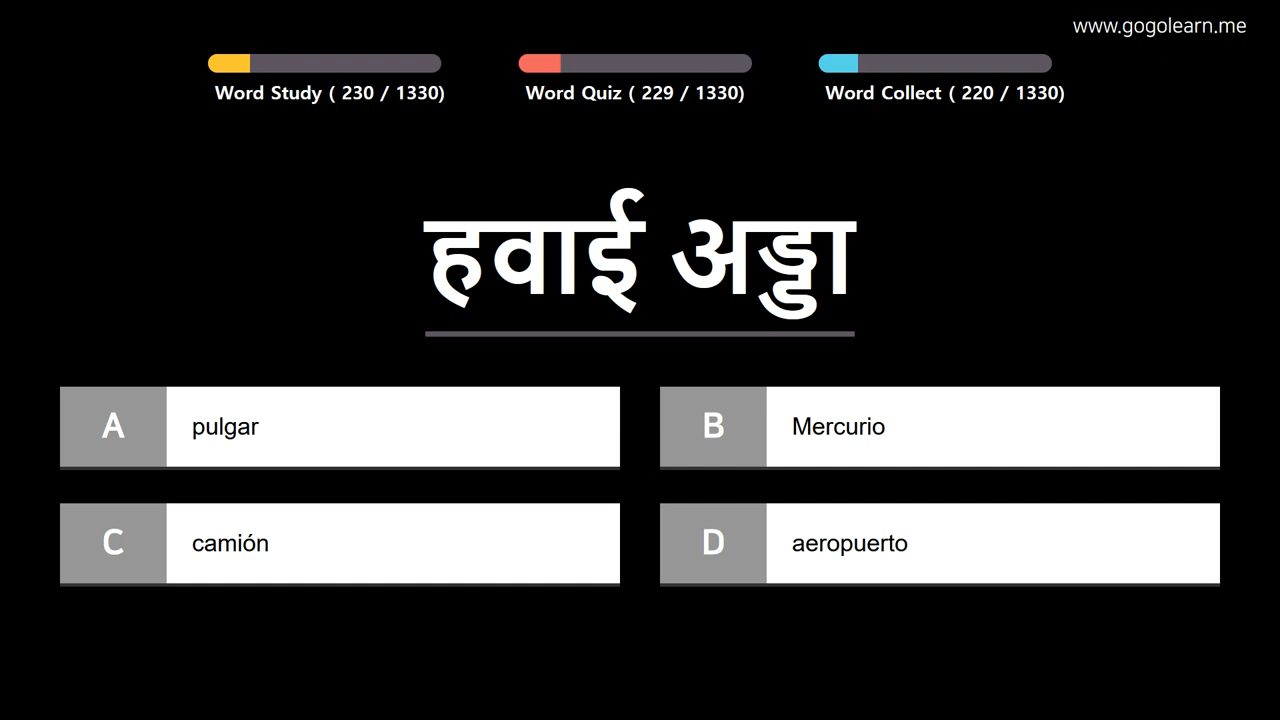 www.gogolearn.me
Word Study ( 230 / 1330)
Word Quiz ( 229 / 1330)
Word Collect ( 220 / 1330)
हवाई अड्डा
A
pulgar
B
Mercurio
C
camión
D
aeropuerto